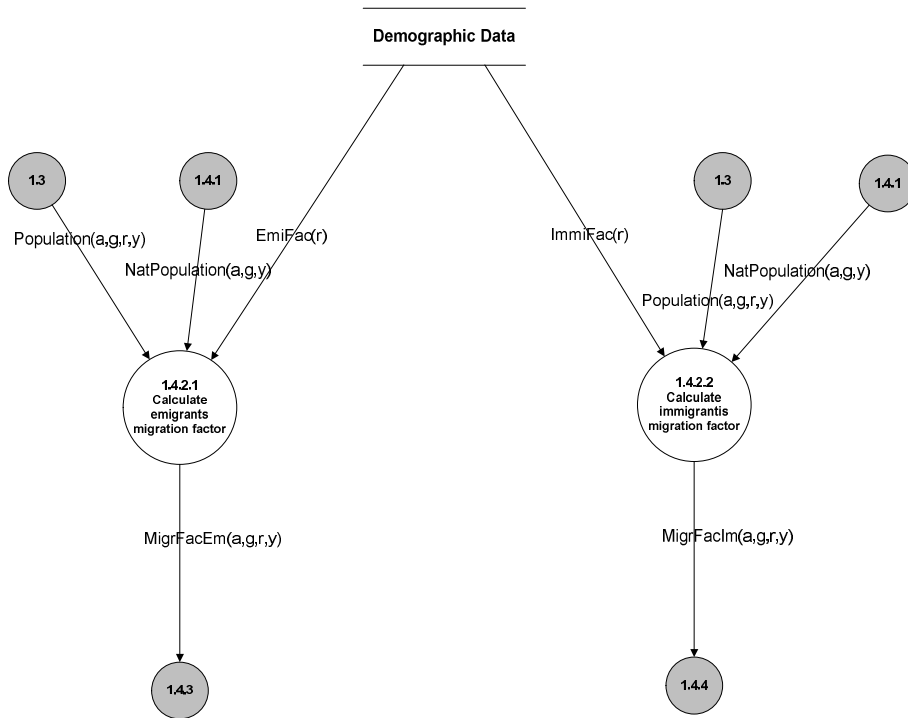 Demographic Data
1.3
1.4.1
1.3
1.4.1
Population(a,g,r,y)
EmiFac(r)
ImmiFac(r)
NatPopulation(a,g,y)
NatPopulation(a,g,y)
Population(a,g,r,y)
1.4.2.1
Calculate
emigrants
migration factor
1.4.2.2
Calculate
immigrantis
migration factor
MigrFacEm(a,g,r,y)
MigrFacIm(a,g,r,y)
1.4.3
1.4.4